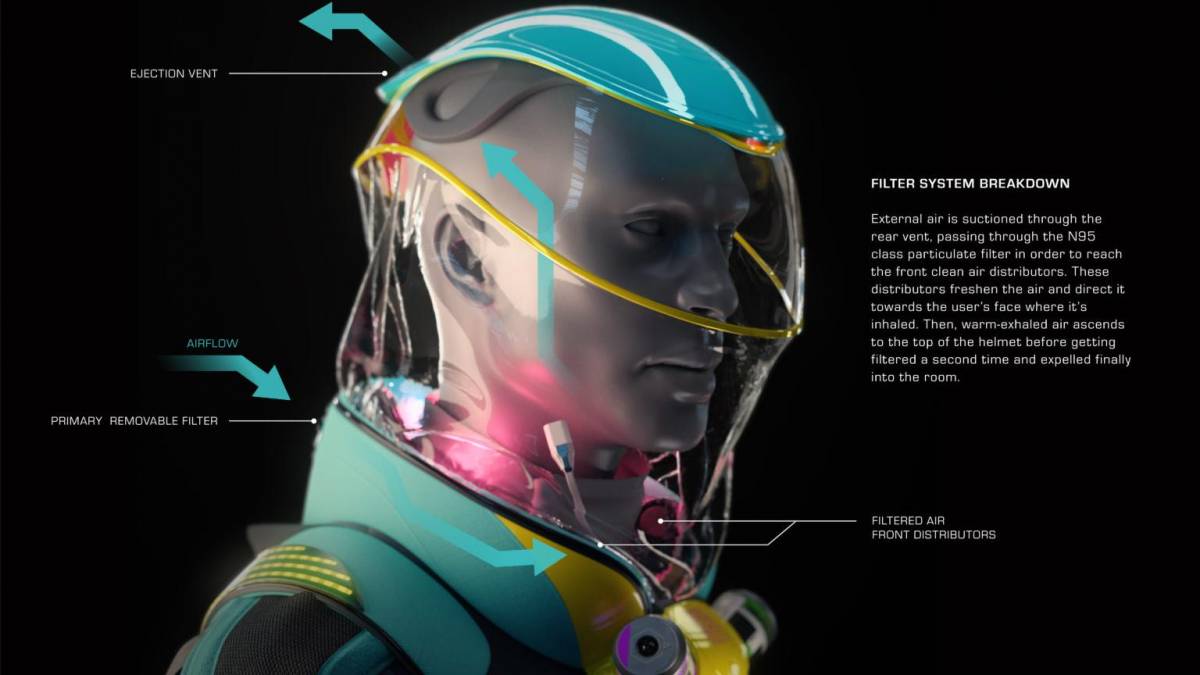 EJECTION VENT
FILTER SYSTEM BREAKDOWN
External air is suctioned through the
rear vent, passing through the N95
class particulate filter in order to reach
the front clean air distributors. These
distributors freshen the air and direct it
towards the user's face where it's
inhaled. Then, warm-exhaled air ascends
to the top of the helmet before getting
filtered a second time and expelled finally
into the room.
AIRFLOW
PRIMARY REMOVABLE FILTER
FILTERED AIR
FRONT DISTRIBUTORS